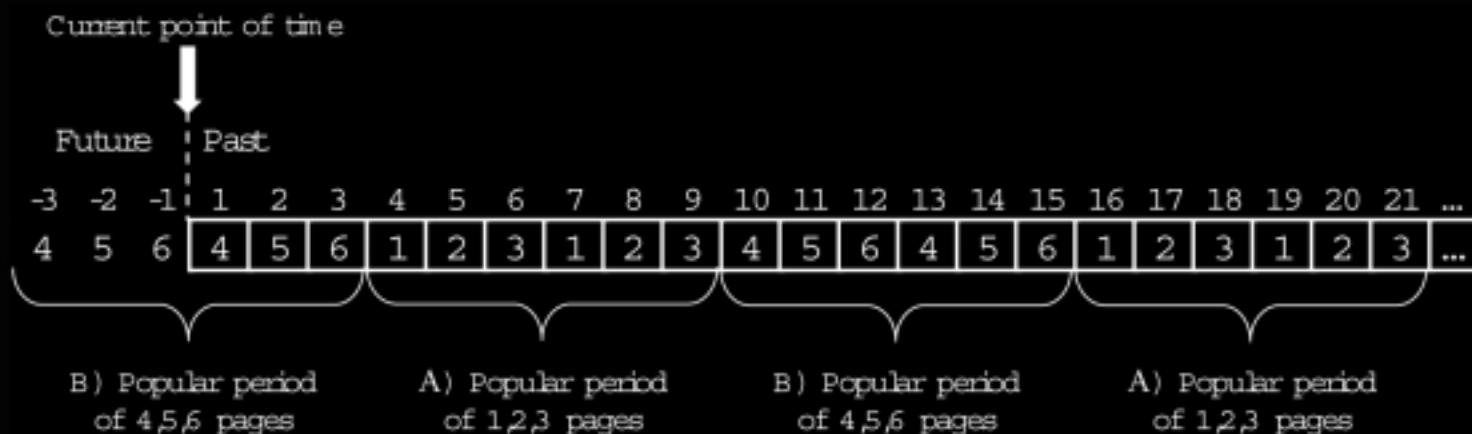 Current point of time
Future Past
-3 -2 -1 1 2 3 4 5 6 7 8 9 10 11 12 13 14 15 16 17 18 19 20 21 ...
4 5 6 4 5 6 1 2 3 1 2 3 4 5 6 4 5 6 1 2 3 1 2 3 ...
B) Popular period A) Popular period B) Popular period A) Popular period
of 4,5,6 pages of 1,2,3 pages of 4,5,6 pages of 1,2,3 pages